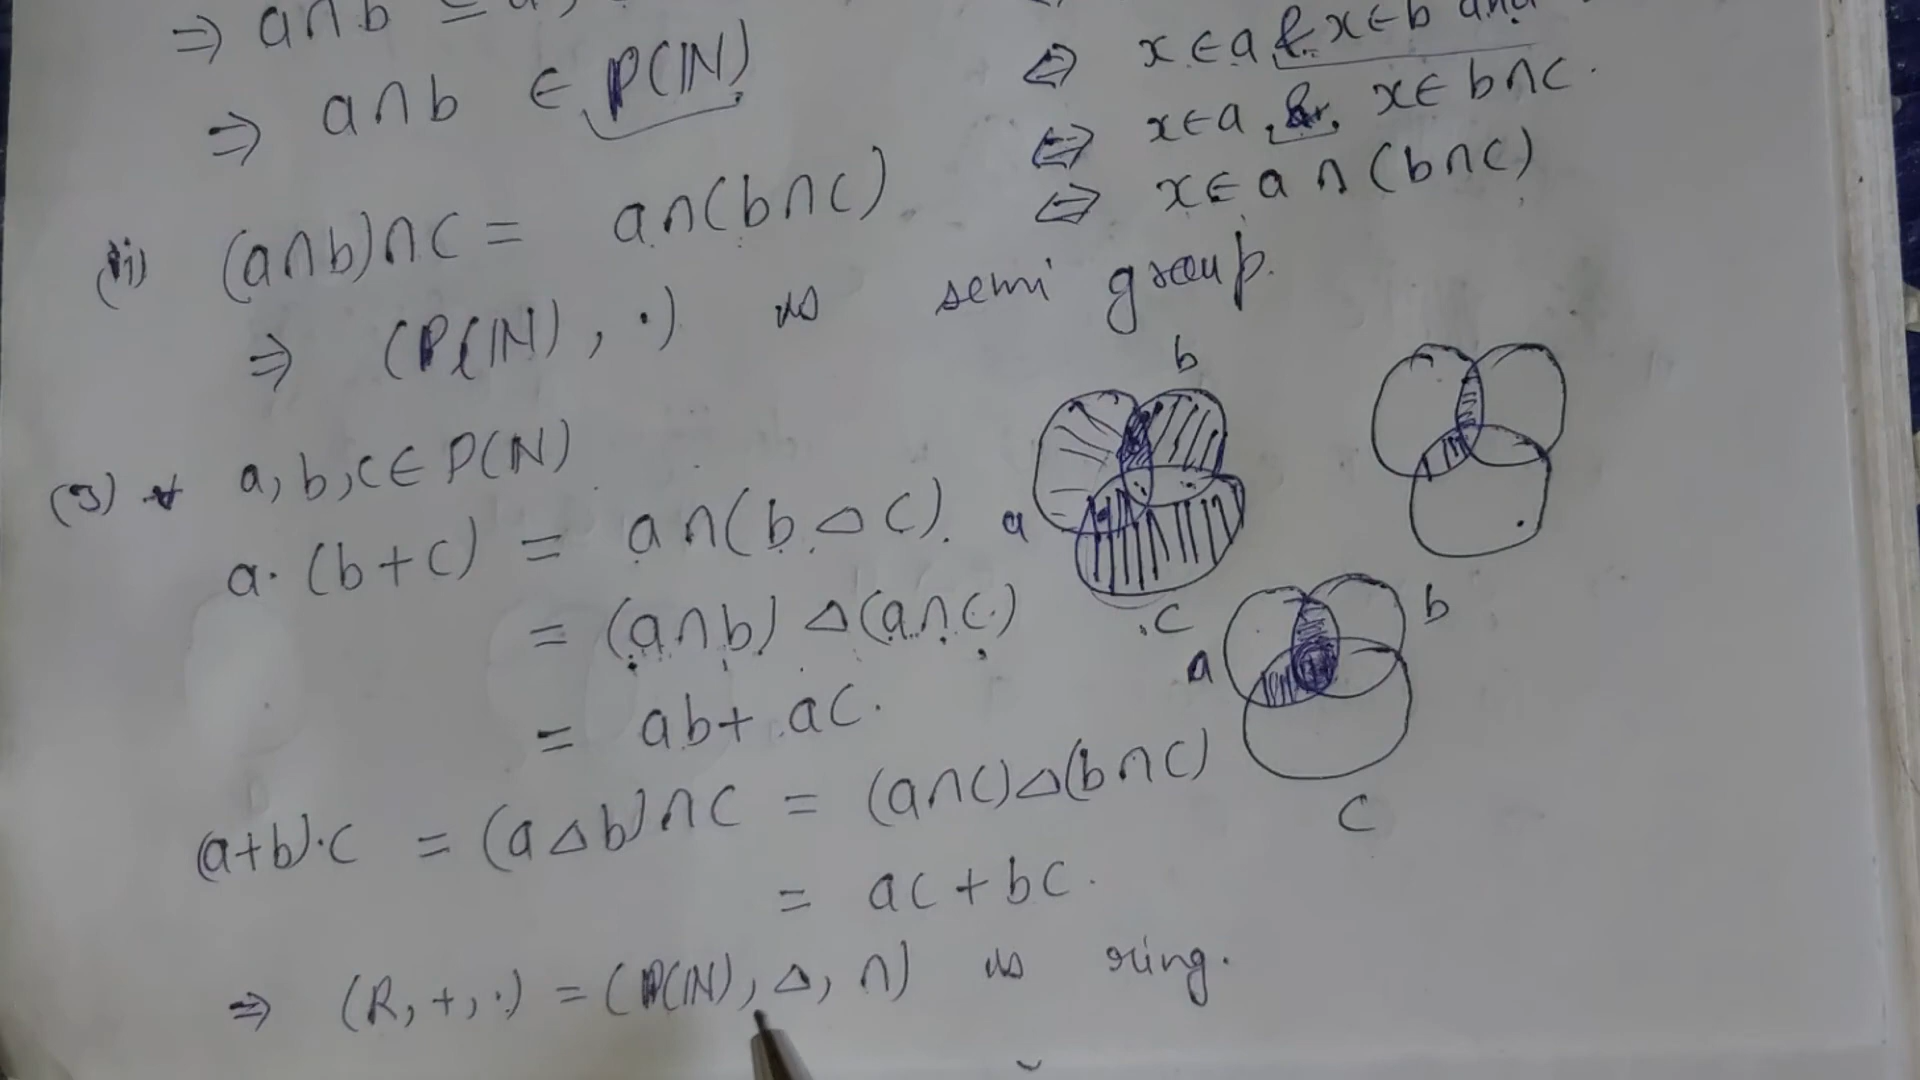 ⇒ a∩b ⊆ a,
⇒ a∩b ∈ P(ℕ)
(ii) (a∩b)∩c = a∩(b∩c)
⇒ (P(ℕ), ·) is semi group.
⇔ x∈a & x∈b and
⇔ x∈a & x∈b∩c.
⇔ x∈ a∩(b∩c)
(3) ∀ a,b,c∈P(N)
a·(b+c) = a∩(b△c).
= (a∩b)△(a∩c)
= ab+ac.
b
a
c
a
b
c
(a+b)·c = (a△b)∩c = (a∩c)△(b∩c)
= ac+bc.
⇒ (R,+,·) = (P(ℕ),△,∩) is ring.